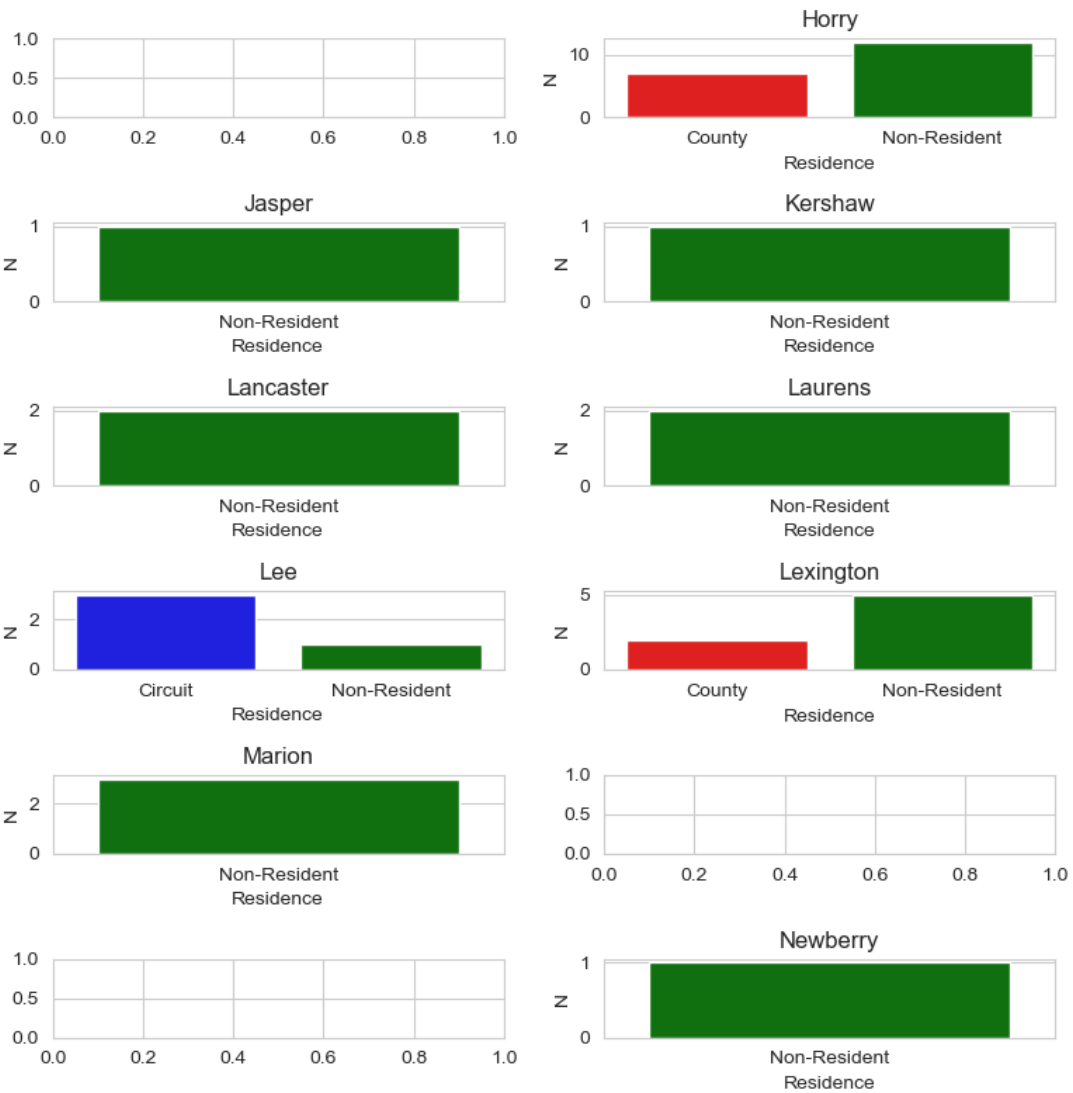 1.0
0.5
0.0
0.0 0.2 0.4 0.6 0.8 1.0
Horry
10
0
N
County Non-Resident
Residence
Jasper
1
0
N
Non-Resident
Residence
Kershaw
1
0
N
Non-Resident
Residence
Lancaster
2
0
N
Non-Resident
Residence
Laurens
2
0
N
Non-Resident
Residence
Lee
2
0
N
Circuit Non-Resident
Residence
Lexington
5
0
N
County Non-Resident
Residence
Marion
2
0
N
Non-Resident
Residence
1.0
0.5
0.0
0.0 0.2 0.4 0.6 0.8 1.0
1.0
0.5
0.0
0.0 0.2 0.4 0.6 0.8 1.0
Newberry
1
0
N
Non-Resident
Residence